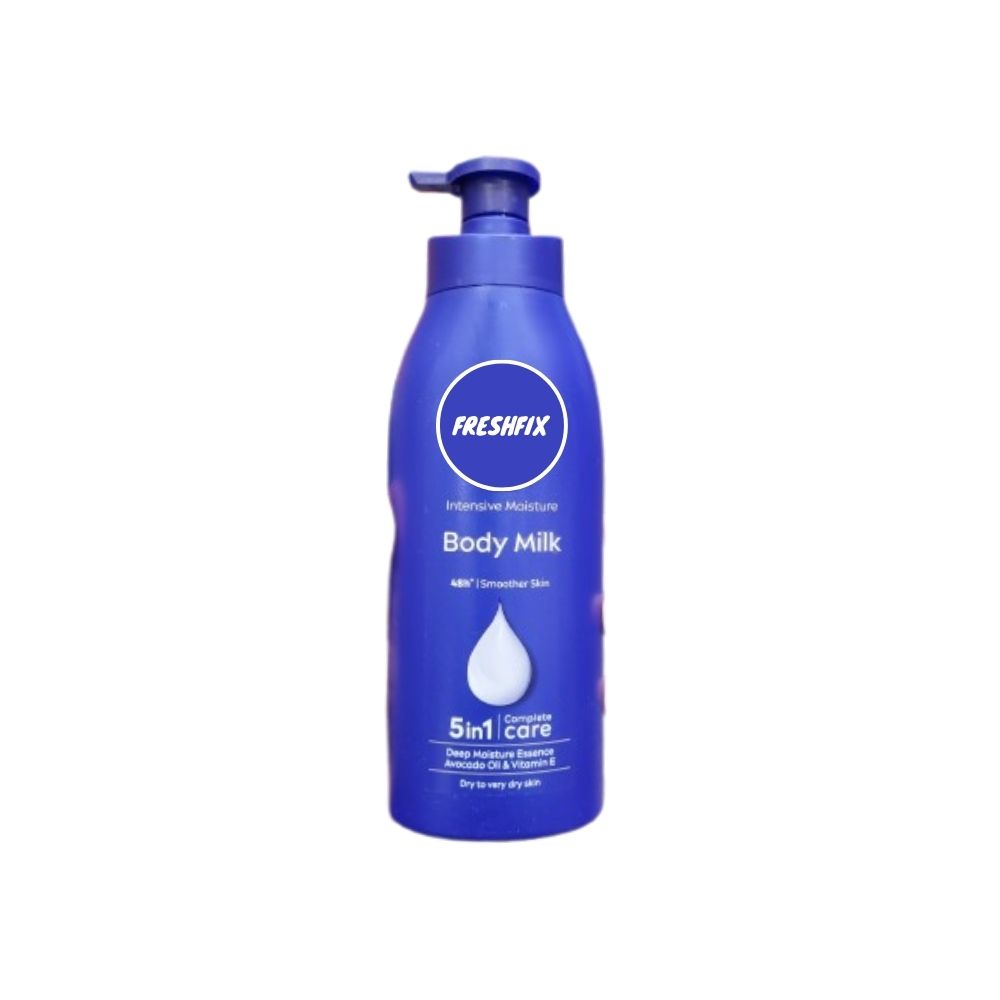 FRESHFIX
Intensive Moisture
Body Milk
48h* | Smoother Skin
5in1 | Complete
care
Deep Moisture Essence
Avocado Oil & Vitamin E
Dry to very dry skin